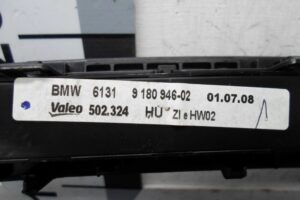 BMW 6131 9 180 946-02 01.07.08
Valeo 502.324 HÜ ZI e HW02